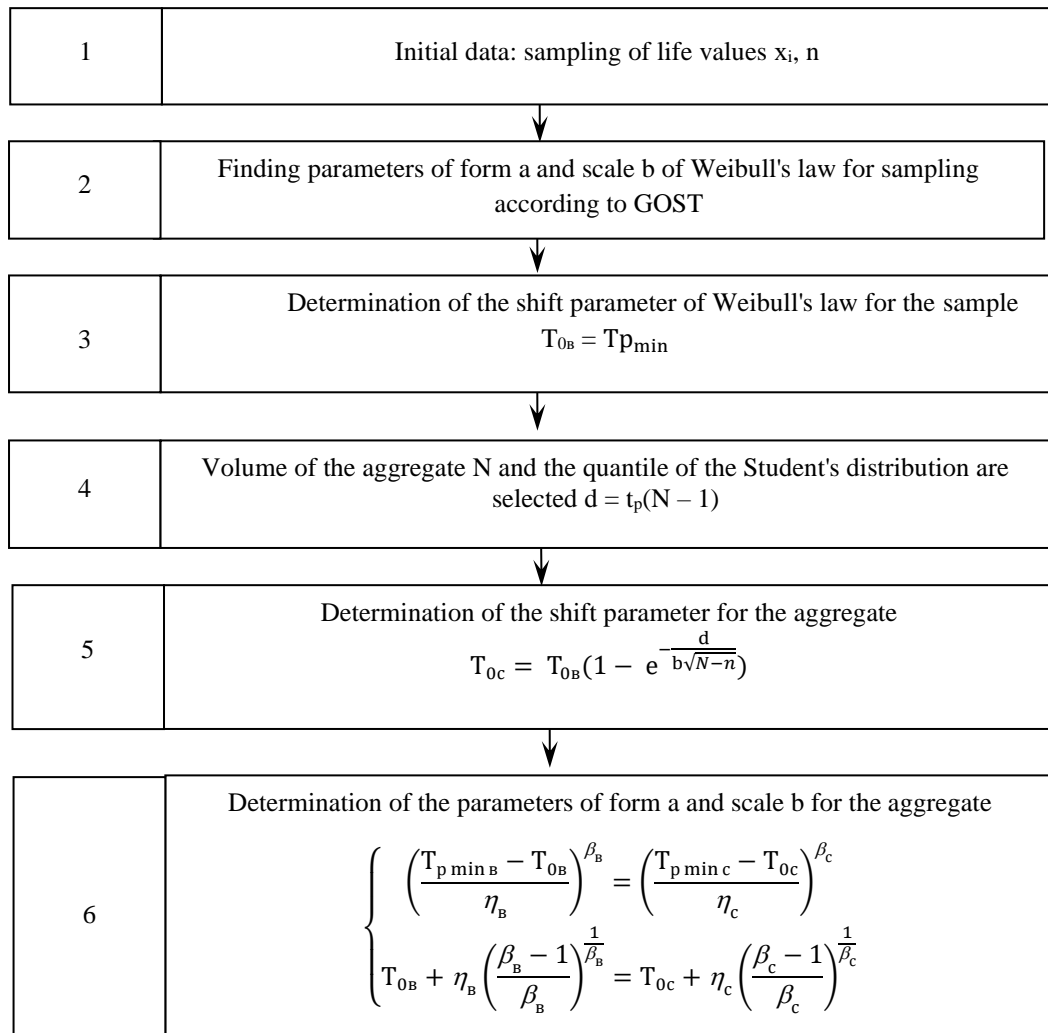 1
Initial data: sampling of life values xᵢ, n
2
Finding parameters of form a and scale b of Weibull's law for sampling
according to GOST
3
Determination of the shift parameter of Weibull's law for the sample
T₀в = Tp_min
4
Volume of the aggregate N and the quantile of the Student's distribution are
selected d = tₚ(N – 1)
5
Determination of the shift parameter for the aggregate
T₀c = T₀в(1 − e^(−d/(b√(N−n))))
6
Determination of the parameters of form a and scale b for the aggregate
((T_p min в − T₀в)/η_в)^(β_в) = ((T_p min c − T₀c)/η_c)^(β_c)
T₀в + η_в((β_в − 1)/β_в)^(1/β_в) = T₀c + η_c((β_c − 1)/β_c)^(1/β_c)